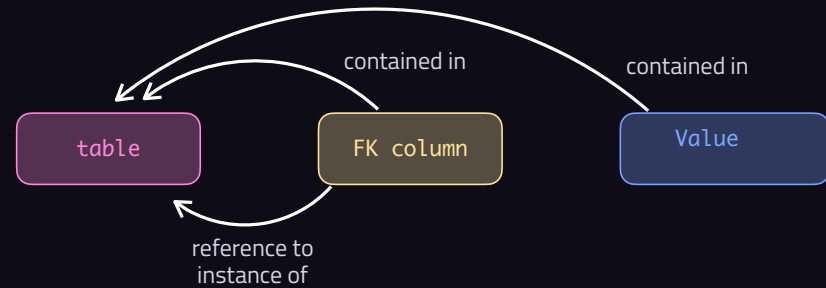 contained in
contained in
table
FK column
Value
reference to
instance of